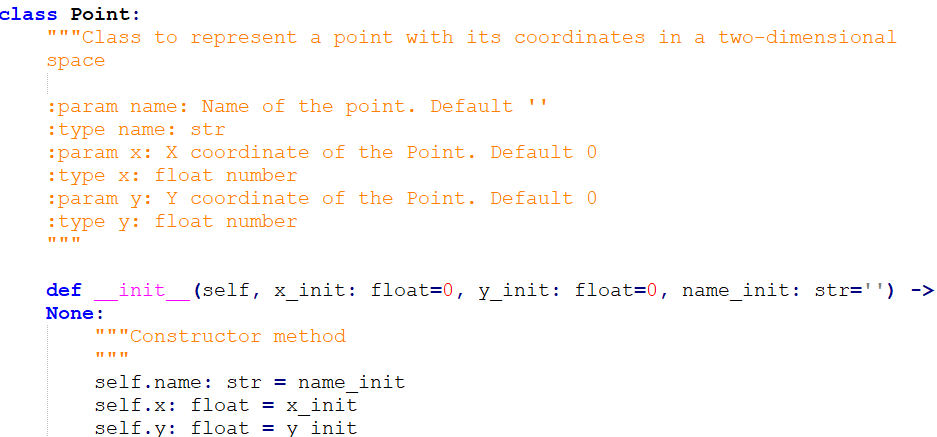 class Point:
"""Class to represent a point with its coordinates in a two-dimensional
space
:param name: Name of the point. Default ''
:type name: str
:param x: X coordinate of the Point. Default 0
:type x: float number
:param y: Y coordinate of the Point. Default 0
:type y: float number
"""
def __init__(self, x_init: float=0, y_init: float=0, name_init: str='') ->
None:
"""Constructor method
"""
self.name: str = name_init
self.x: float = x_init
self.y: float = y_init